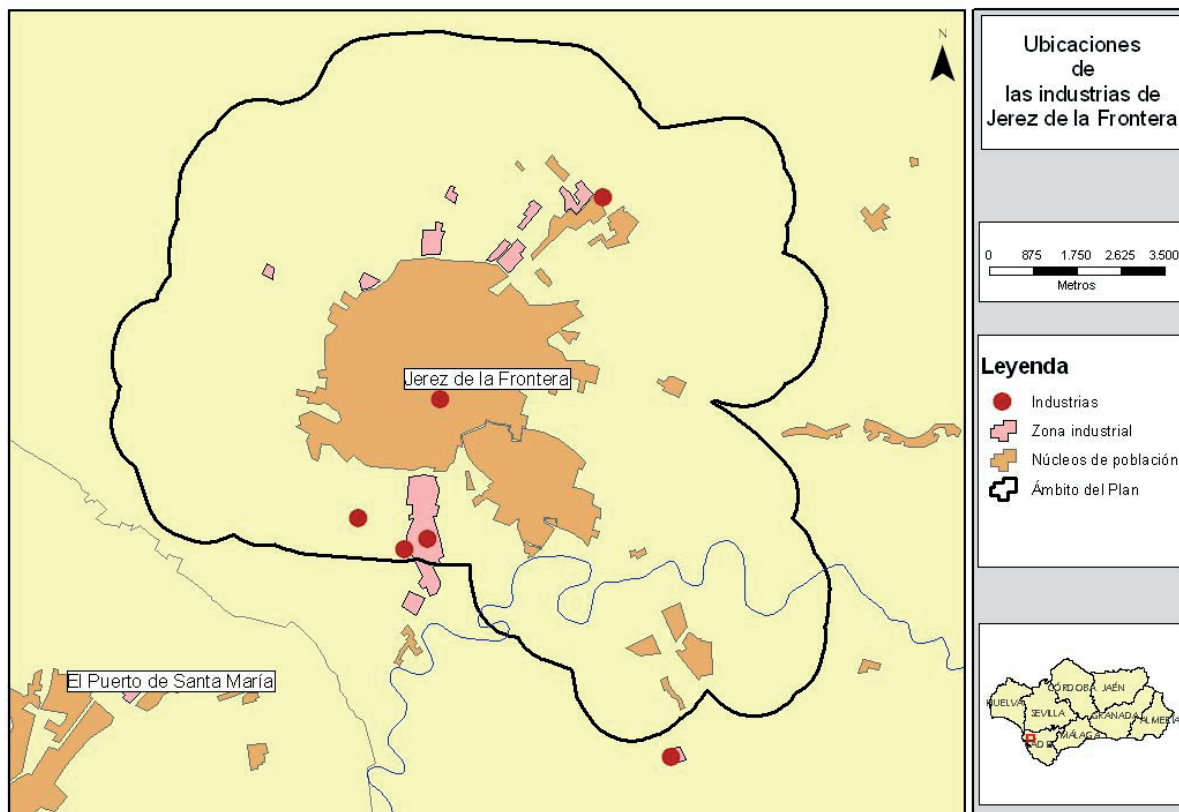 N
Jerez de la Frontera
El Puerto de Santa María
Ubicaciones
de
las industrias de
Jerez de la Frontera
0 875 1.750 2.625 3.500
Metros
Leyenda
Industrias
Zona industrial
Núcleos de población
Ámbito del Plan
CÓRDOBA JAÉN
HUELVA
SEVILLA
GRANADA
ALMERÍA
MÁLAGA